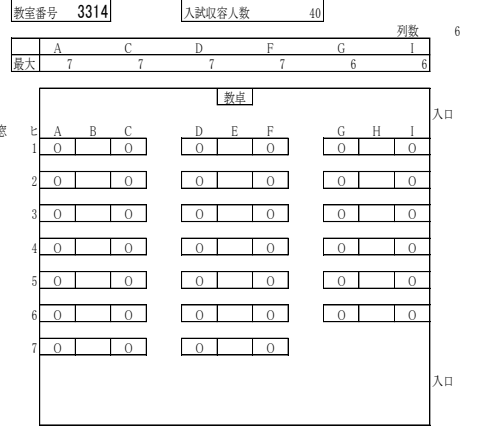 教室番号 3314 入試収容人数 40
列数 6
A C D F G I
最大 7 7 7 7 6 6
教卓
入口
A B C D E F G H I
1 O O O O O O
2 O O O O O O
3 O O O O O O
4 O O O O O O
5 O O O O O O
6 O O O O O O
7 O O O O
入口